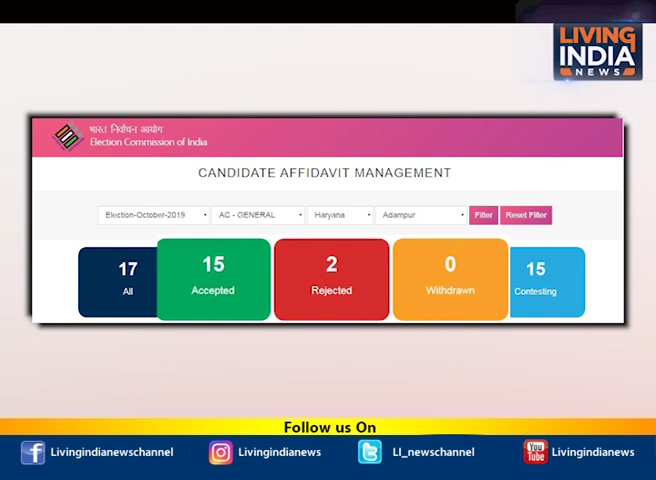 LIVING
INDIA
NEWS
भारत निर्वाचन आयोग
Election Commission of India
CANDIDATE AFFIDAVIT MANAGEMENT
Election-October-2019 AC - GENERAL Haryana Adampur Filter Reset Filter
17 15 2 0 15
All Accepted Rejected Withdrawn Contesting
Follow us On
Livingindianewschannel Livingindianews LI_newschannel You Tube Livingindianews